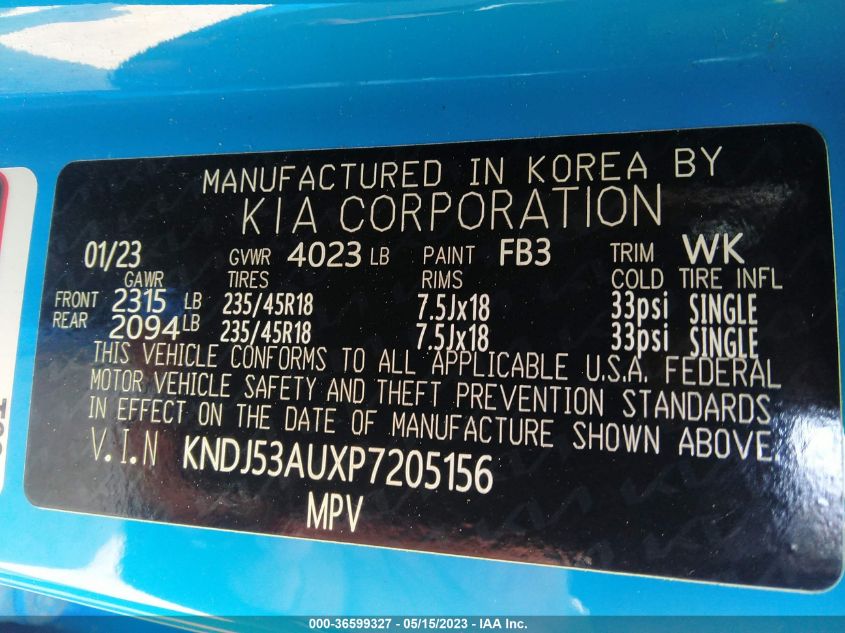 MANUFACTURED IN KOREA BY
KIA CORPORATION
01/23 GVWR 4023 LB PAINT FB3 TRIM WK
GAWR TIRES RIMS COLD TIRE INFL
FRONT 2315 LB 235/45R18 7.5Jx18 33psi SINGLE
REAR 2094 LB 235/45R18 7.5Jx18 33psi SINGLE
THIS VEHICLE CONFORMS TO ALL APPLICABLE U.S.A. FEDERAL
MOTOR VEHICLE SAFETY AND THEFT PREVENTION STANDARDS
IN EFFECT ON THE DATE OF MANUFACTURE SHOWN ABOVE.
V.I.N KNDJ53AUXP7205156
MPV
000-36599327 - 05/15/2023 - IAA Inc.